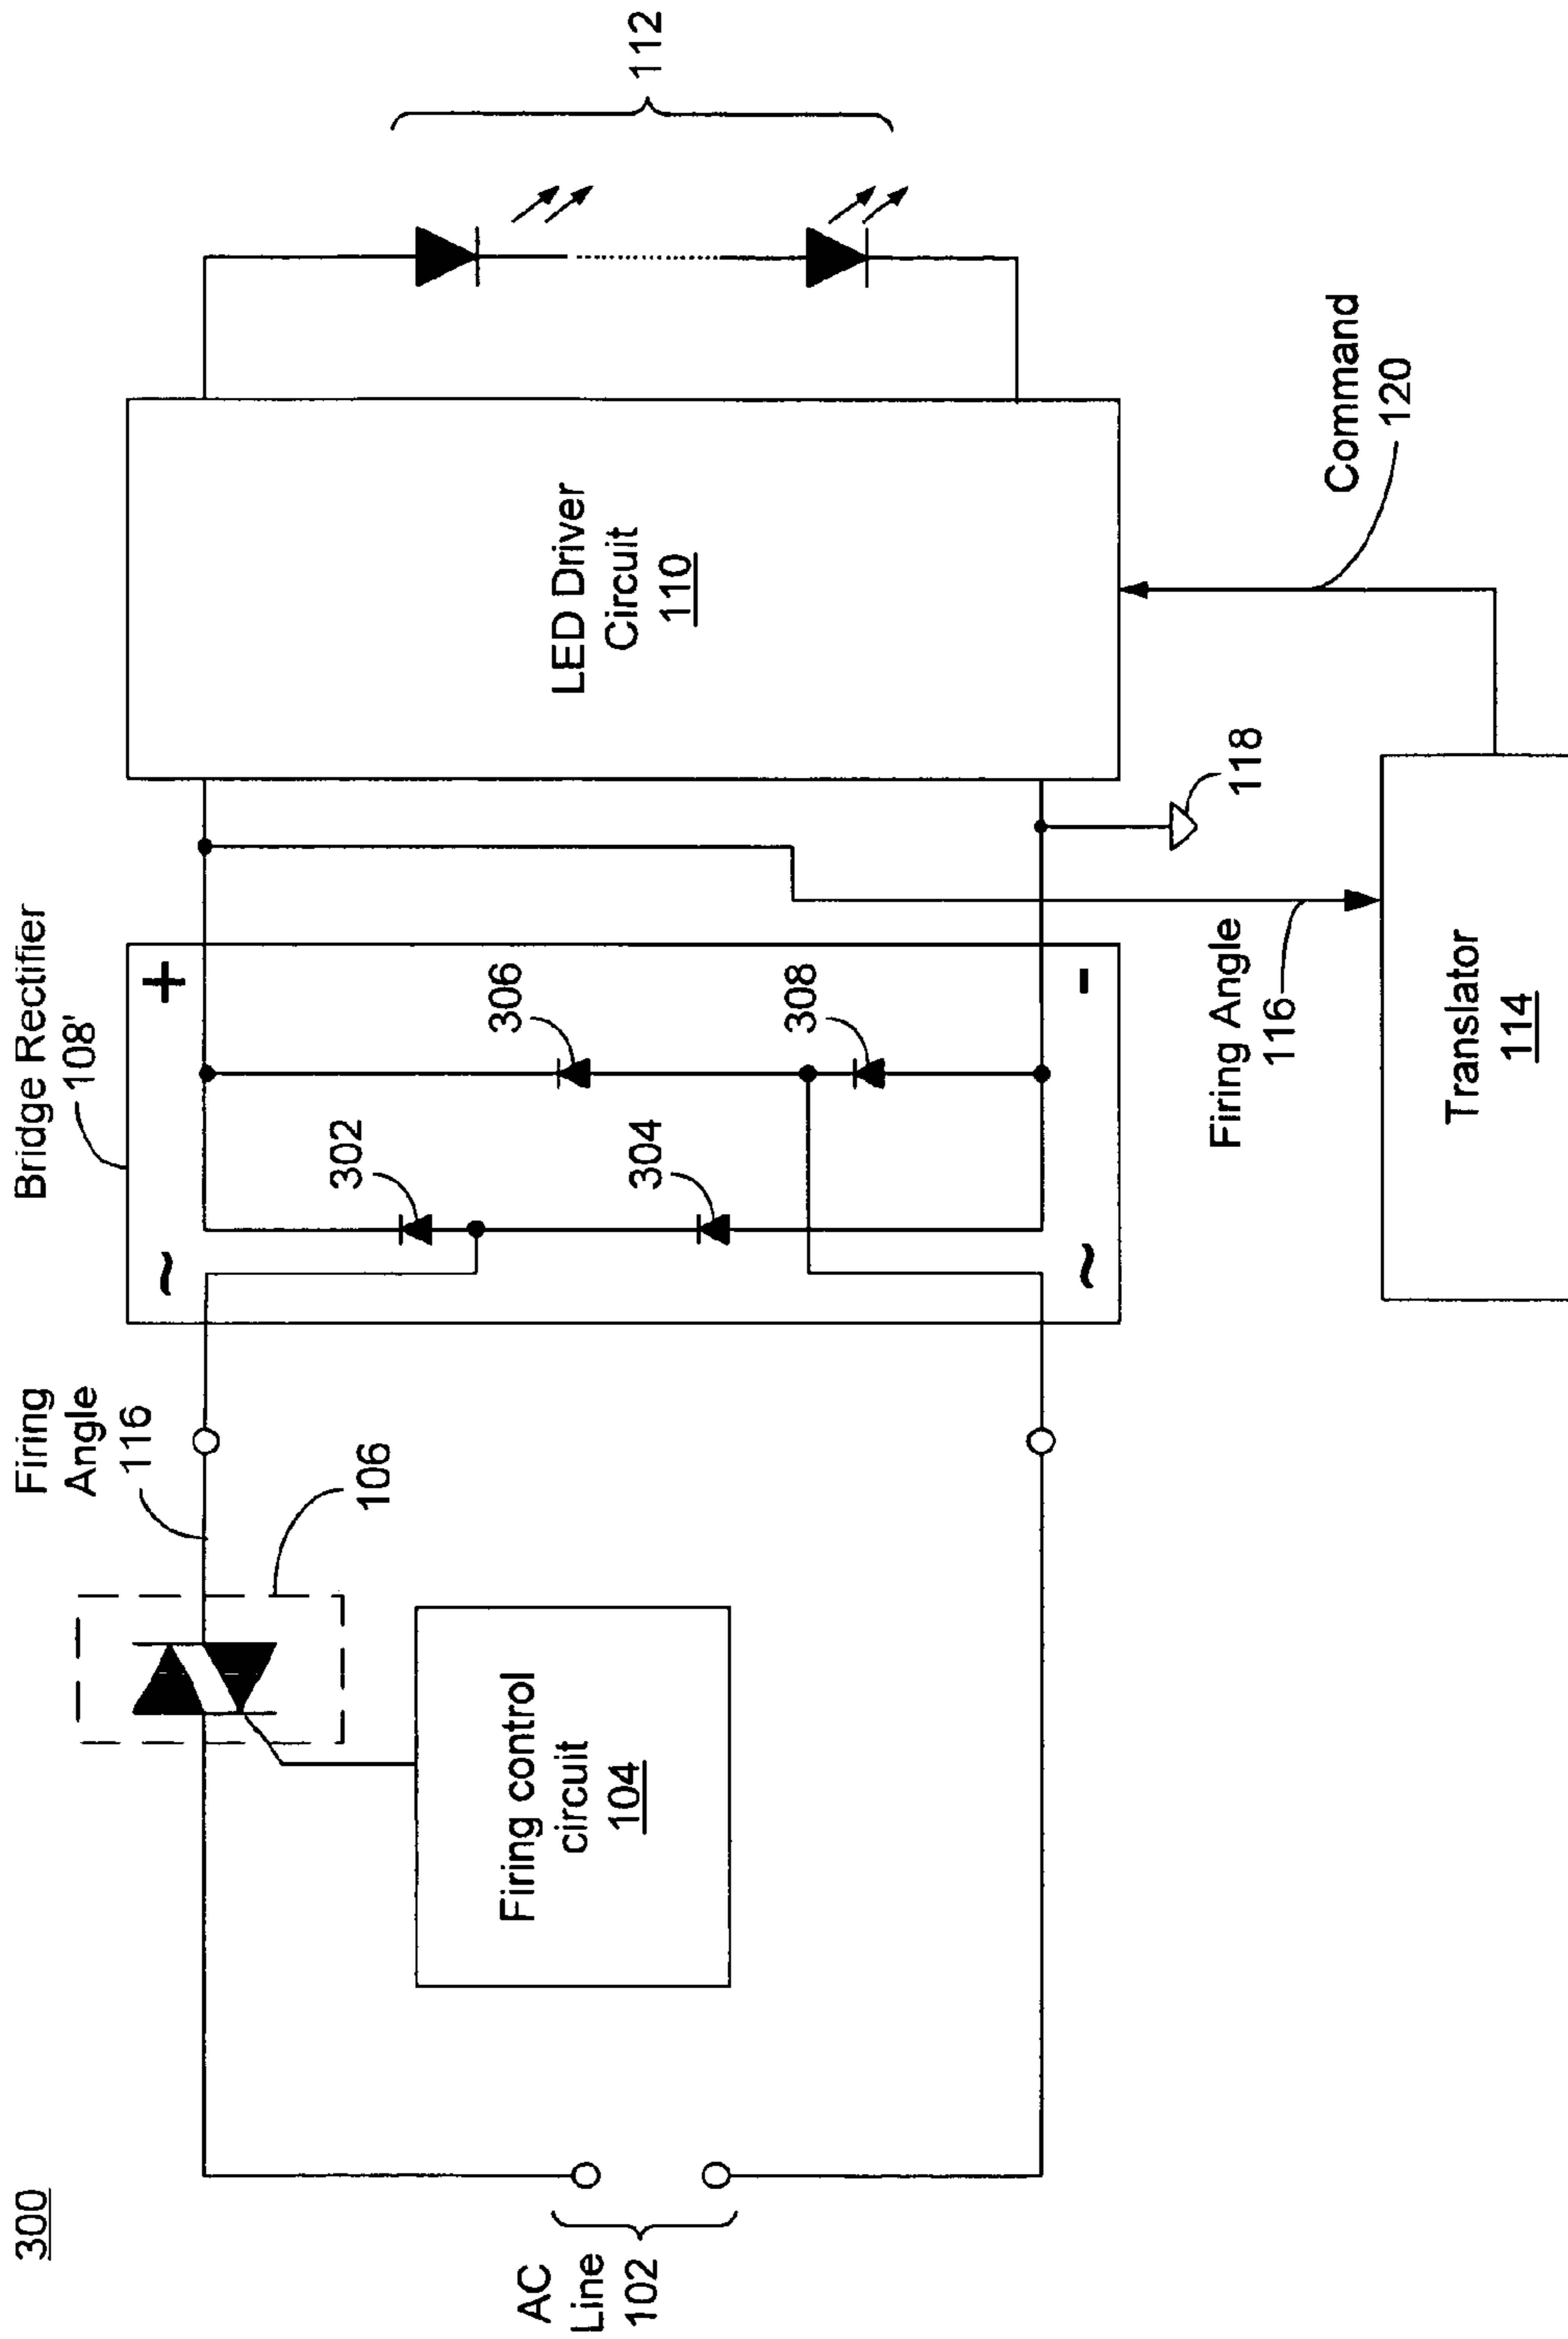 300
AC
Line
102
Firing control
circuit
104
106
Firing
Angle
116
Bridge Rectifier
108'
~
+
302
304
306
308
~
-
LED Driver
Circuit
110
112
118
Firing Angle
116
Translator
114
Command
120